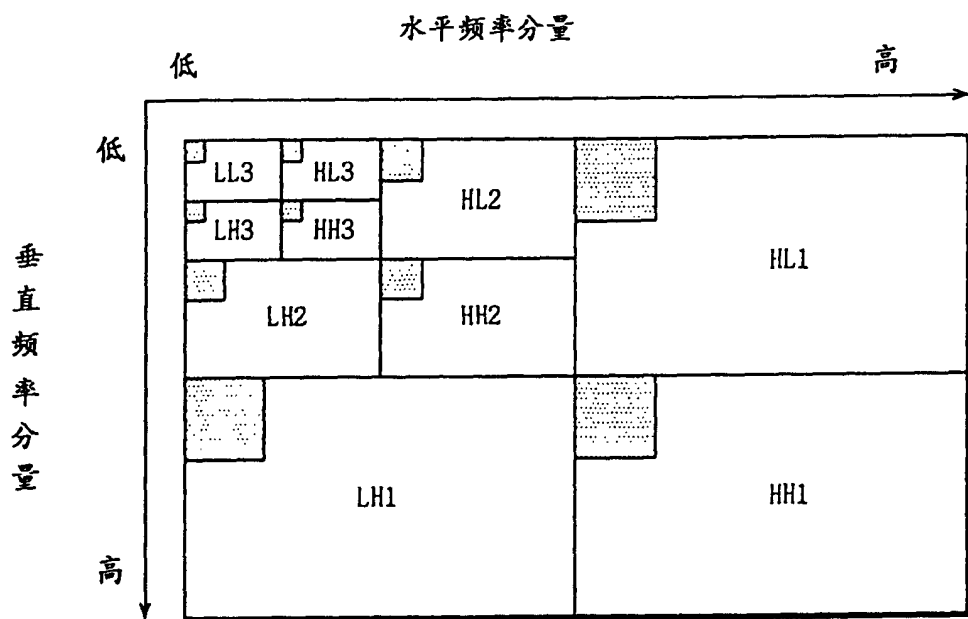 水平频率分量
低 高
低
LL3 HL3 HL2 HL1
LH3 HH3
LH2 HH2
LH1 HH1
垂直频率分量
高